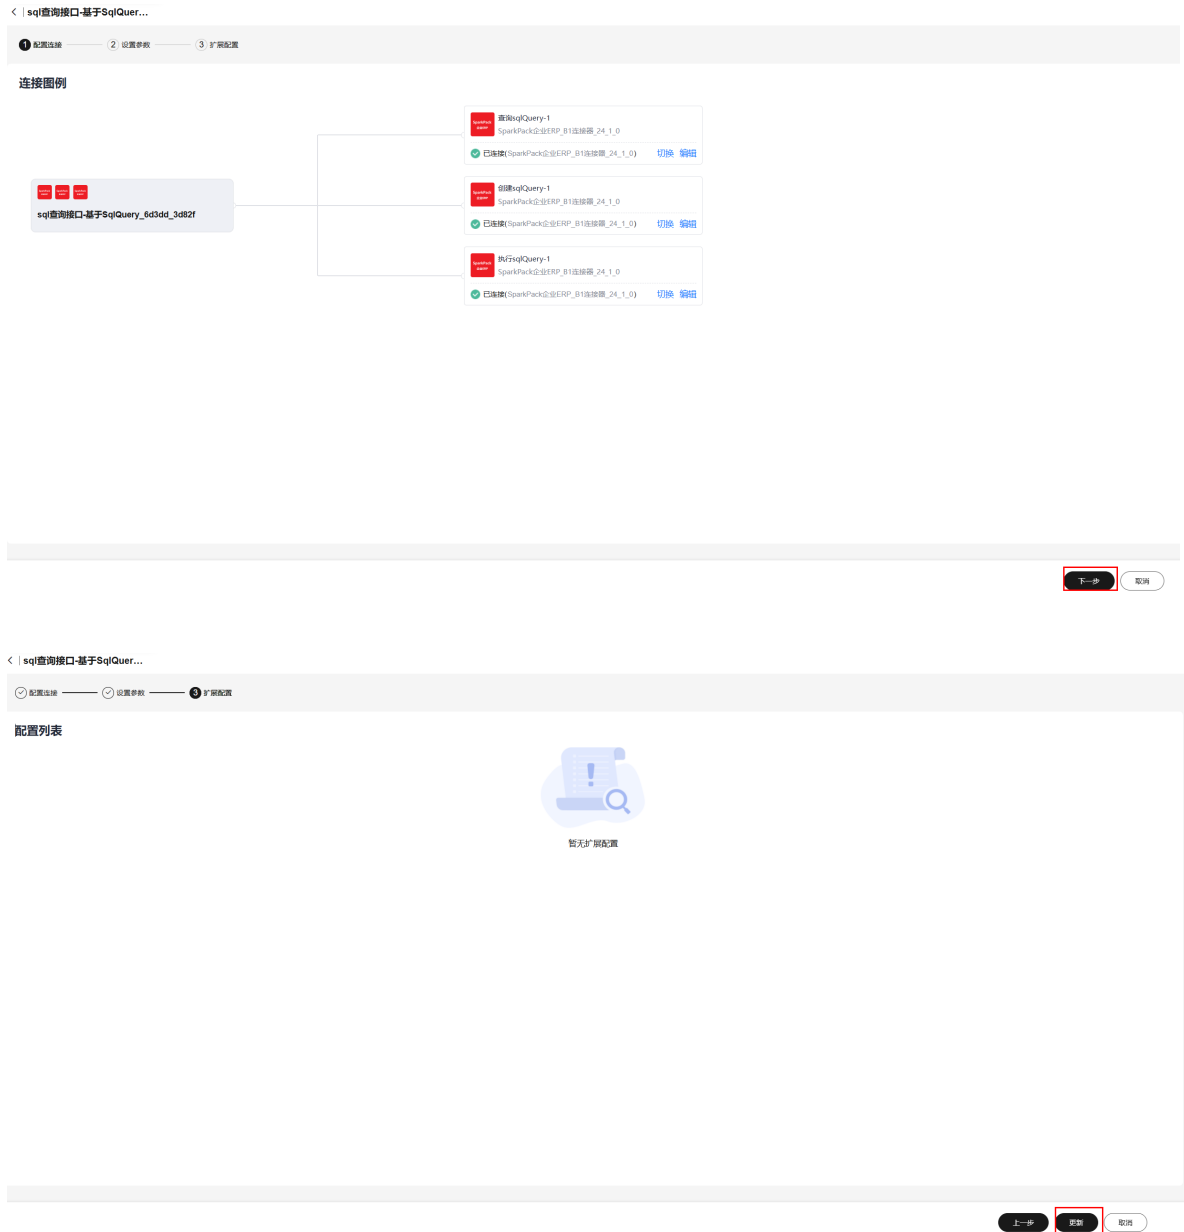 sql查询接口-基于SqlQuer...
1 配置连接 2 设置参数 3 扩展配置
连接图例
SparkPack
查询sqlQuery-1
SparkPack企业ERP_B1连接器_24_1_0
已连接(SparkPack企业ERP_B1连接器_24_1_0) 切换 编辑
SparkPack
创建sqlQuery-1
SparkPack企业ERP_B1连接器_24_1_0
已连接(SparkPack企业ERP_B1连接器_24_1_0) 切换 编辑
sql查询接口-基于SqlQuery_6d3dd_3d82f
SparkPack
执行sqlQuery-1
SparkPack企业ERP_B1连接器_24_1_0
已连接(SparkPack企业ERP_B1连接器_24_1_0) 切换 编辑
下一步 取消
sql查询接口-基于SqlQuer...
配置连接 设置参数 3 扩展配置
配置列表
暂无扩展配置
上一步 更新 取消